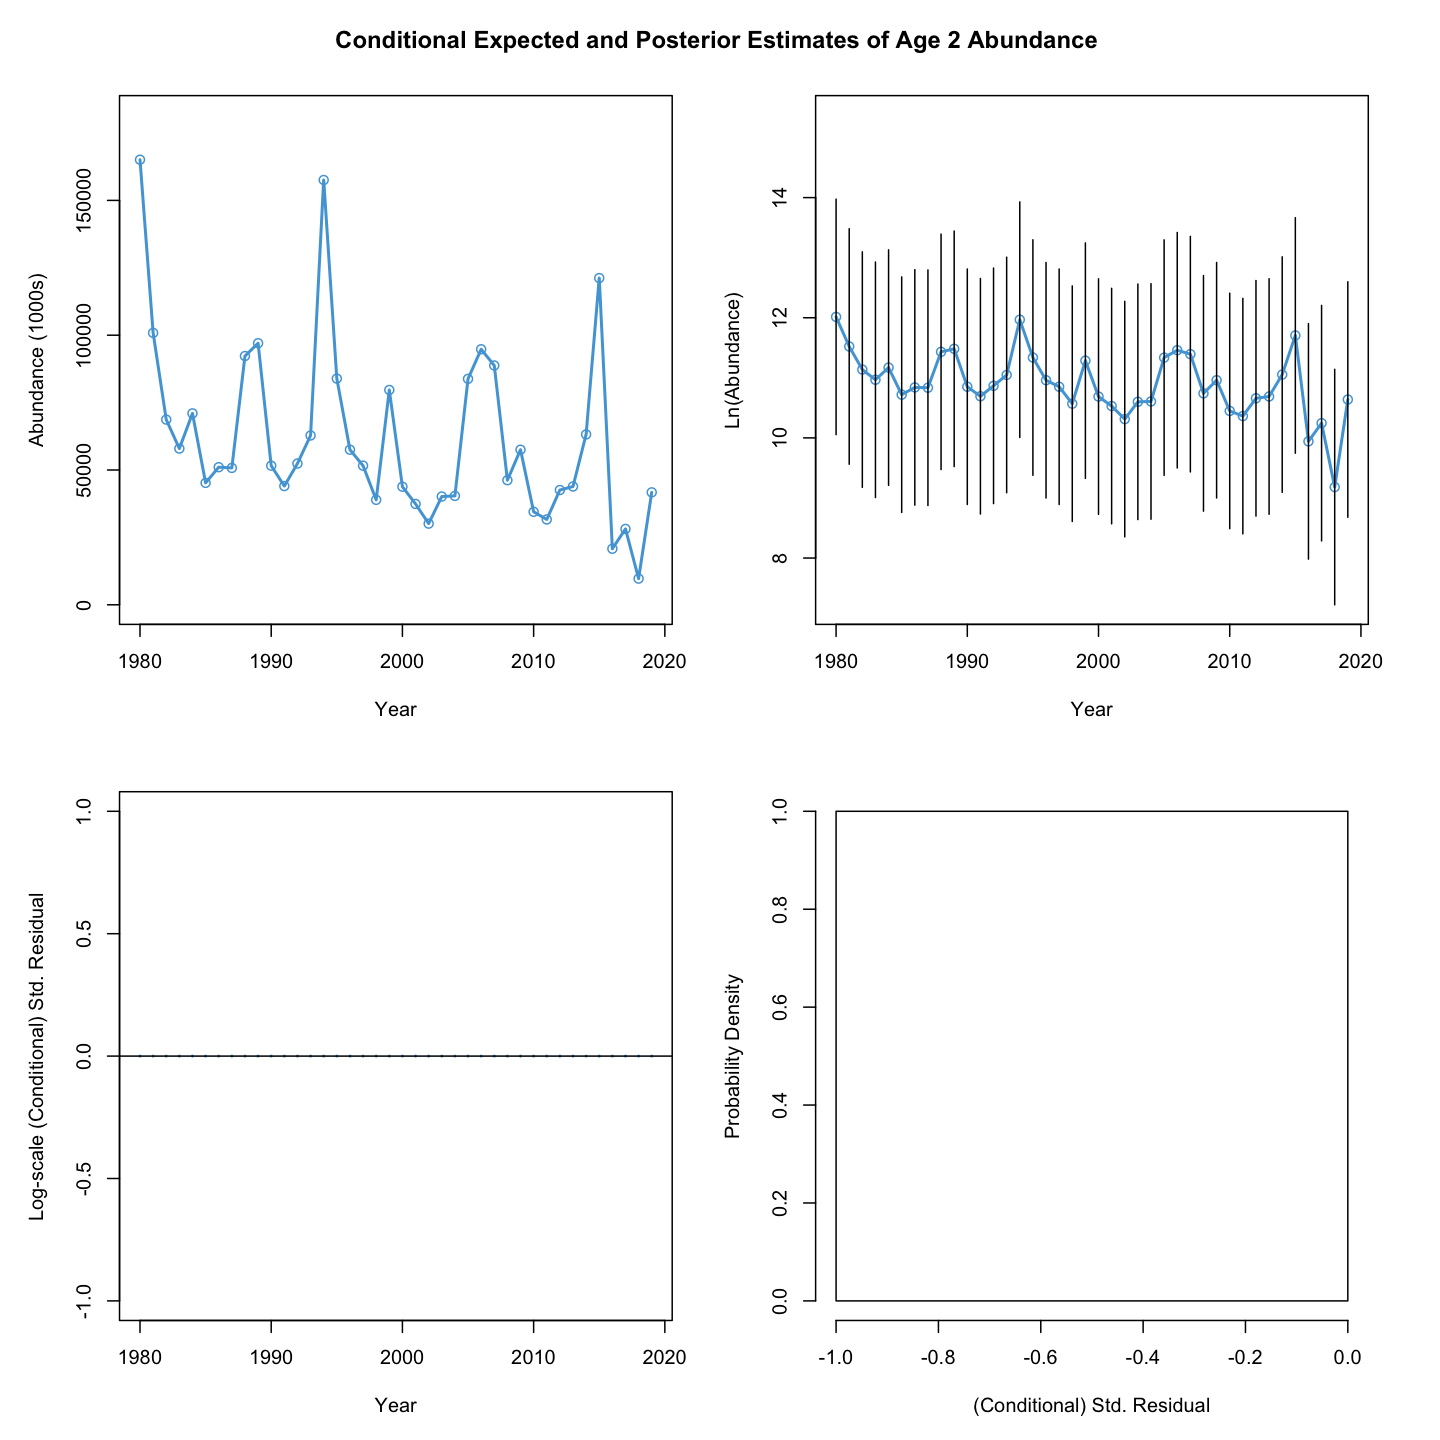 Conditional Expected and Posterior Estimates of Age 2 Abundance
Abundance (1000s)
150000
100000
50000
0
1980 1990 2000 2010 2020
Year
Ln(Abundance)
14
12
10
8
1980 1990 2000 2010 2020
Year
Log-scale (Conditional) Std. Residual
1.0
0.5
0.0
-0.5
-1.0
1980 1990 2000 2010 2020
Year
Probability Density
1.0
0.8
0.6
0.4
0.2
0.0
-1.0 -0.8 -0.6 -0.4 -0.2 0.0
(Conditional) Std. Residual